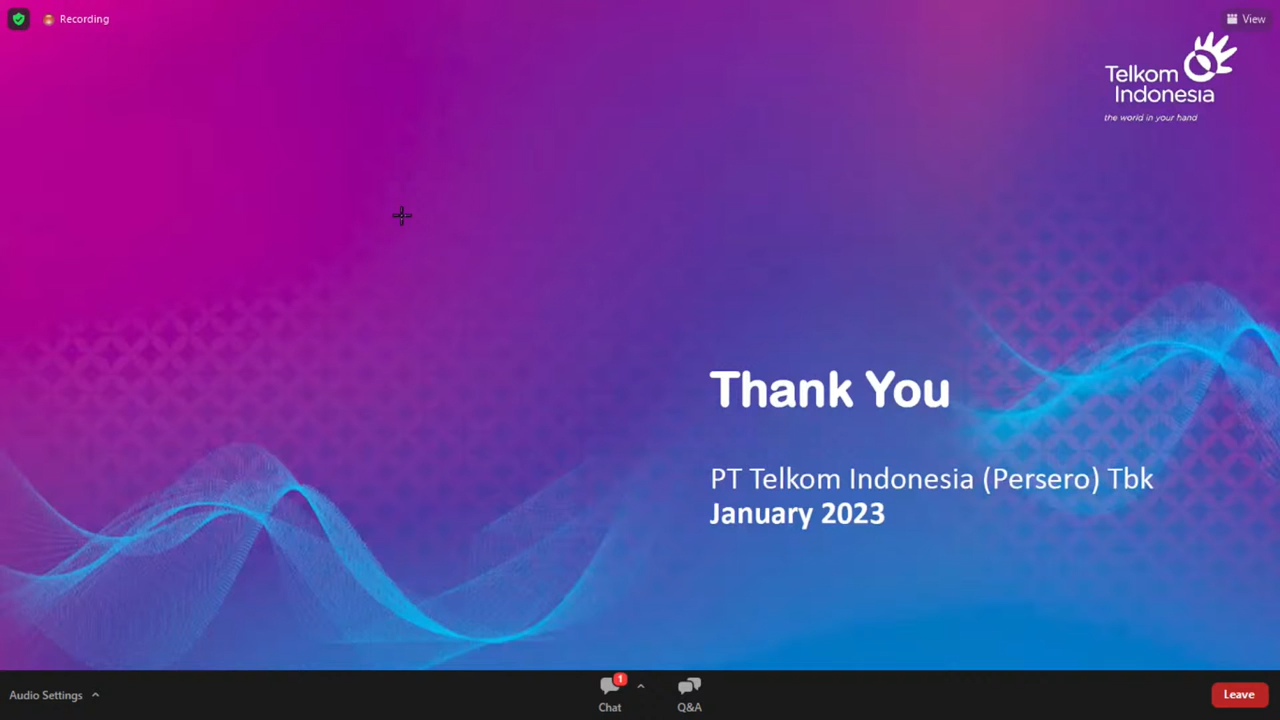 Recording
View
Telkom
Indonesia
the world in your hand
Thank You
PT Telkom Indonesia (Persero) Tbk
January 2023
Audio Settings
1
Chat
Q&A
Leave